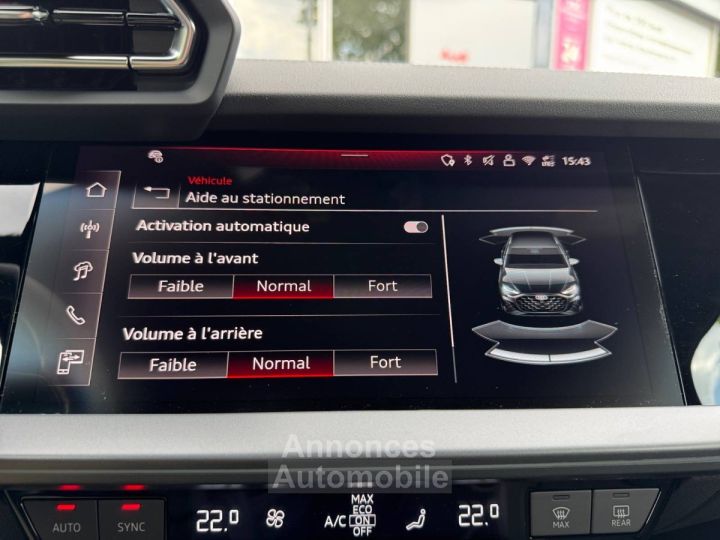 15:43
Véhicule
Aide au stationnement
Activation automatique
Volume à l'avant
Faible Normal Fort
Volume à l'arrière
Faible Normal Fort
Annonces
Automobile
AUTO SYNC 22.0 A/C MAX ECO ON OFF 22.0 MAX REAR